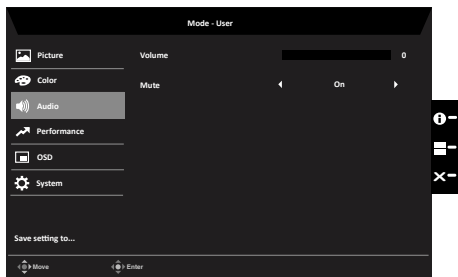 Mode - User
Picture
Volume 0
Color
Mute On
Audio
Performance
OSD
System
Save setting to...
Move Enter